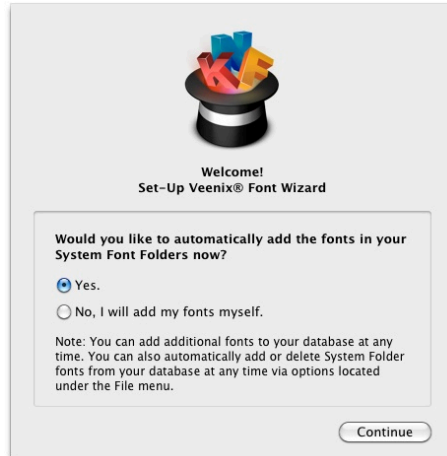 N
K F
Welcome!
Set-Up Veenix® Font Wizard
Would you like to automatically add the fonts in your
System Font Folders now?
Yes.
No, I will add my fonts myself.
Note: You can add additional fonts to your database at any
time. You can also automatically add or delete System Folder
fonts from your database at any time via options located
under the File menu.
Continue